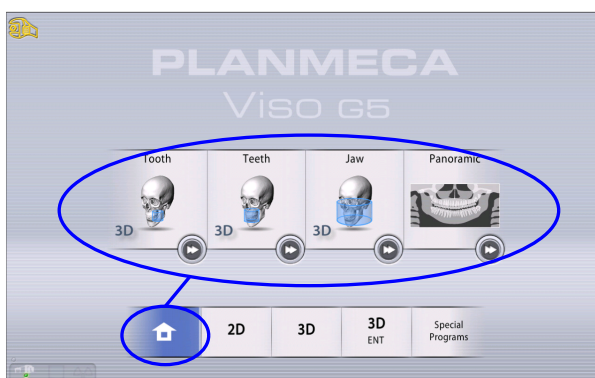 PLANMECA
Viso G5
Tooth
Teeth
Jaw
Panoramic
3D
3D
3D
2D
3D
3D
ENT
Special
Programs